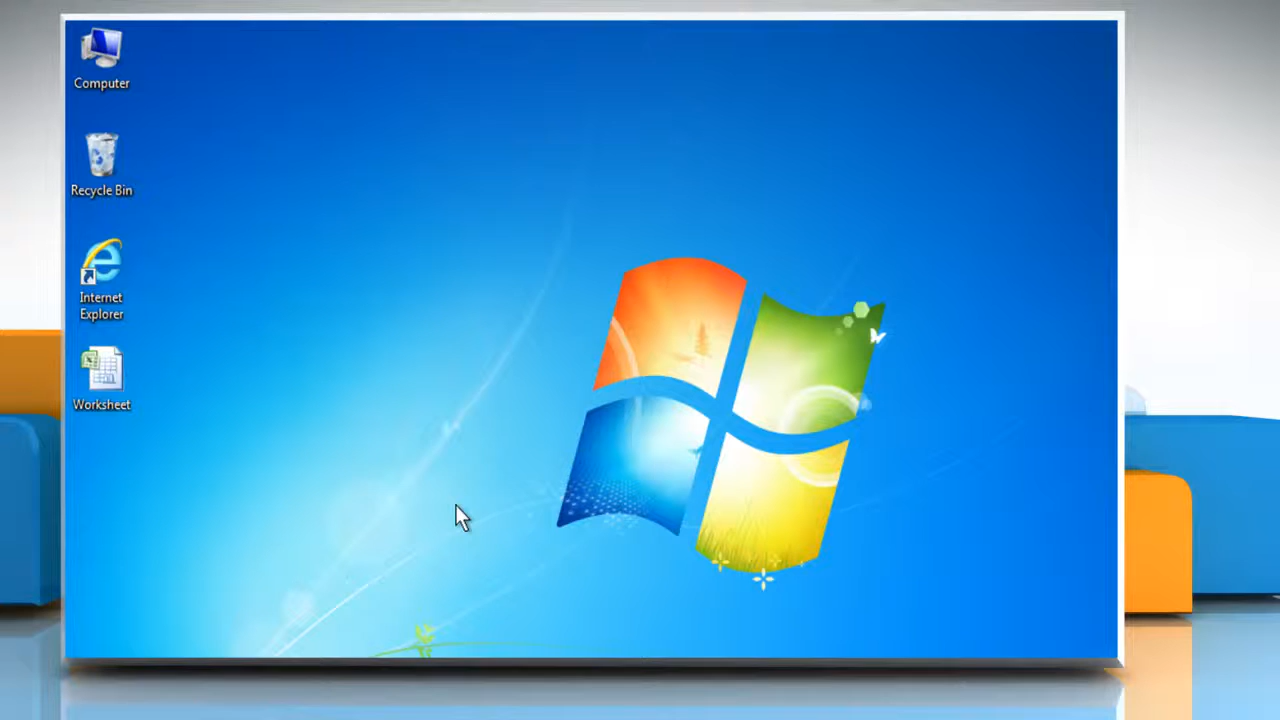 Computer
Recycle Bin
Internet
Explorer
Worksheet